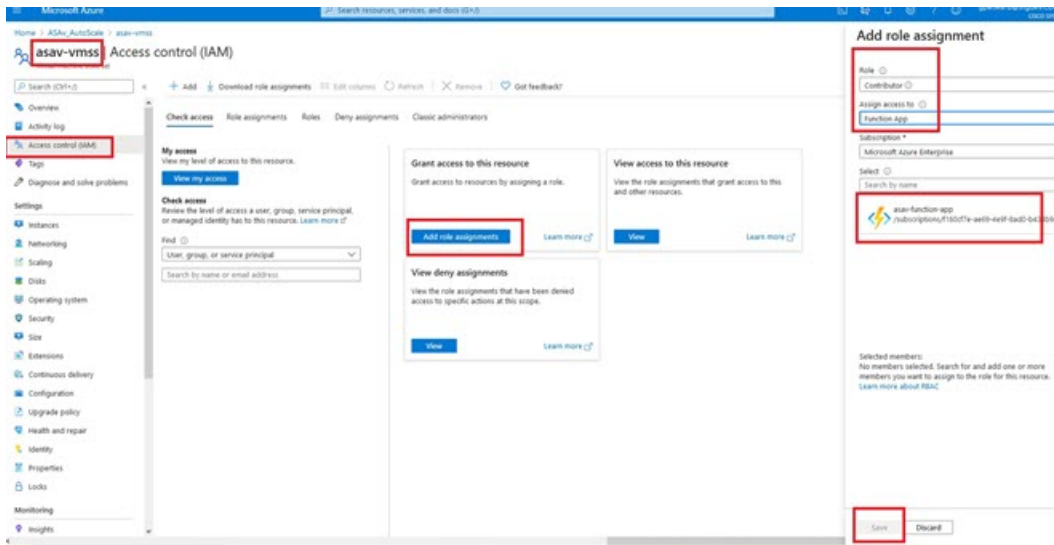 Microsoft Azure
Search resources, services, and docs (G+/)
Home > ASAv_AutoScale > asav-vmss
asav-vmss | Access control (IAM)
Search (Ctrl+/)
«
Add
Download role assignments
Edit columns
Refresh
Remove
Got feedback?
Overview
Activity log
Access control (IAM)
Tags
Diagnose and solve problems
Settings
Instances
Networking
Scaling
Disks
Operating system
Security
Size
Extensions
Continuous delivery
Configuration
Upgrade policy
Health and repair
Identity
Properties
Locks
Monitoring
Insights
Check access
Role assignments
Roles
Deny assignments
Classic administrators
My access
View my level of access to this resource.
View my access
Check access
Review the level of access a user, group, service principal,
or managed identity has to this resource. Learn more
Find
User, group, or service principal
Search by name or email address
Grant access to this resource
Grant access to resources by assigning a role.
Add role assignments
Learn more
View access to this resource
View the role assignments that grant access to this
and other resources.
View
Learn more
View deny assignments
View the role assignments that have been denied
access to specific actions at this scope.
View
Learn more
Add role assignment
Role
Contributor
Assign access to
Function App
Subscription *
Microsoft Azure Enterprise
Select
Search by name
asav-function-app
Selected members:
No members selected. Search for and add one or more
members you want to assign to the role for this resource.
Learn more about RBAC
Save
Discard